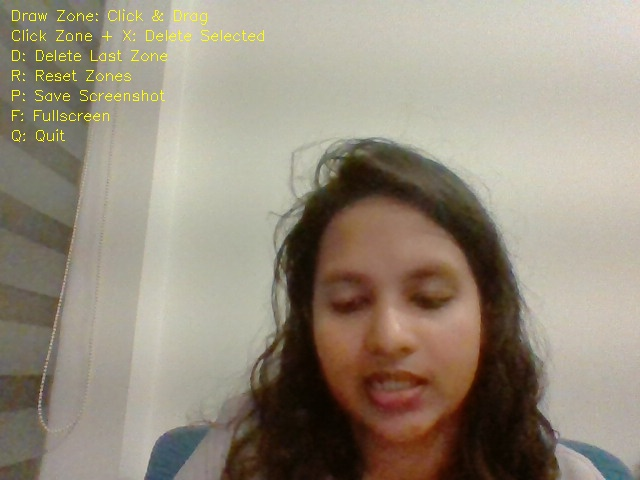 Draw Zone: Click & Drag
Click Zone + X: Delete Selected
D: Delete Last Zone
R: Reset Zones
P: Save Screenshot
F: Fullscreen
Q: Quit